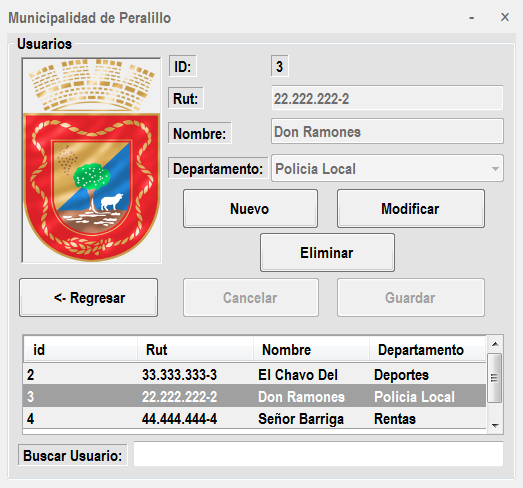 Municipalidad de Peralillo - x
Usuarios
ID: 3
Rut: 22.222.222-2
Nombre: Don Ramones
Departamento: Policia Local
Nuevo Modificar
Eliminar
<- Regresar Cancelar Guardar
id Rut Nombre Departamento
2 33.333.333-3 El Chavo Del Deportes
3 22.222.222-2 Don Ramones Policia Local
4 44.444.444-4 Señor Barriga Rentas
Buscar Usuario: